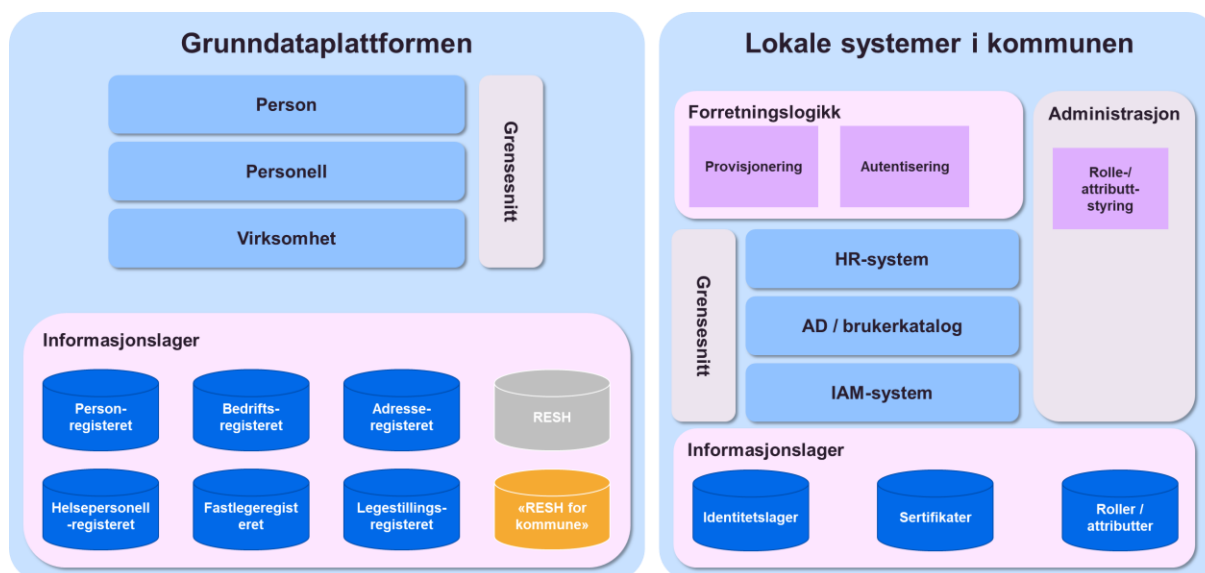 Grunndataplattformen
Person
Personell
Virksomhet
Grensesnitt
Informasjonslager
Person-
registeret
Bedrifts-
registeret
Adresse-
registeret
RESH
Helsepersonell
-registeret
Fastlegeregist
eret
Legestillings-
registeret
«RESH for
kommune»
Lokale systemer i kommunen
Forretningslogikk
Provisjonering
Autentisering
Administrasjon
Rolle-/
attributt-
styring
Grensesnitt
HR-system
AD / brukerkatalog
IAM-system
Informasjonslager
Identitetslager
Sertifikater
Roller /
attributter